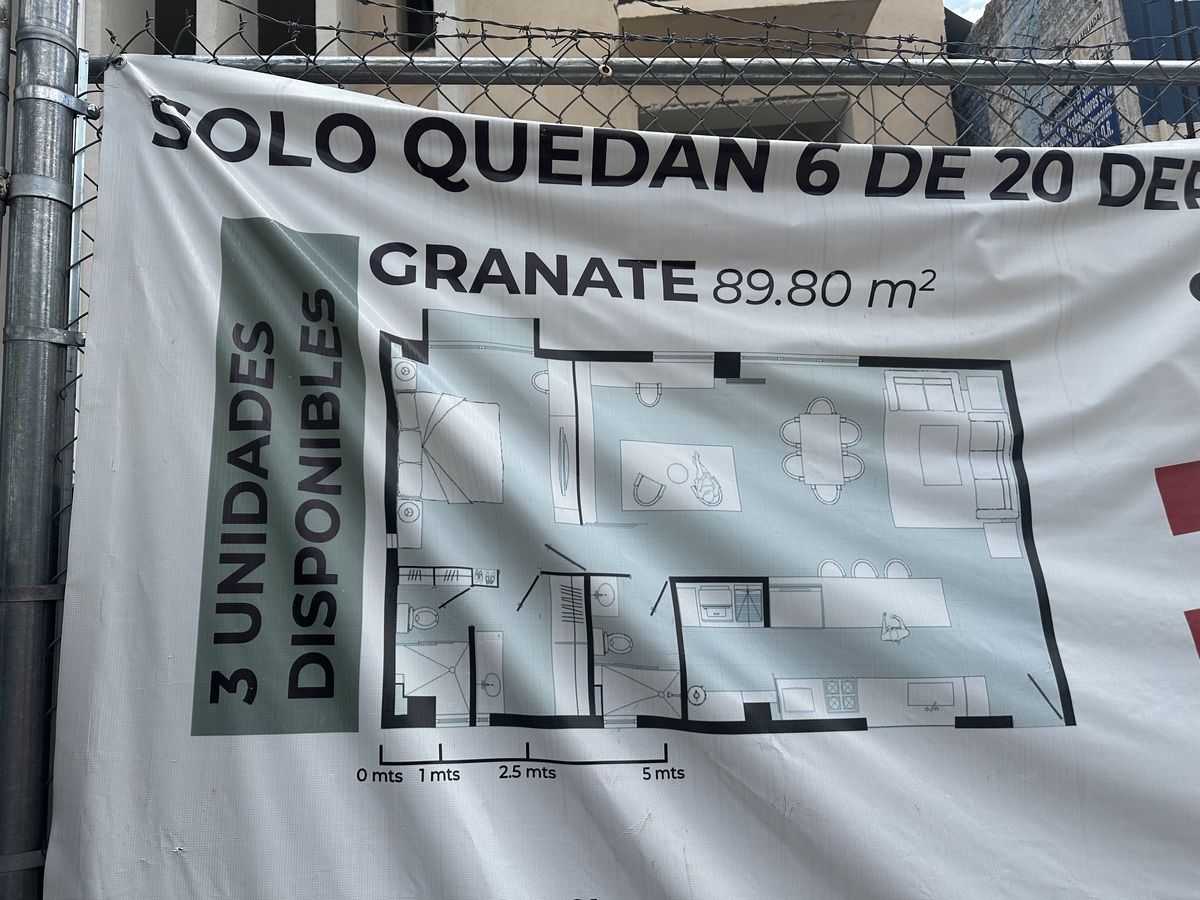 SOLO QUEDAN 6 DE 20
GRANATE 89.80 m²
3 UNIDADES
DISPONIBLES
0 mts 1 mts 2.5 mts 5 mts